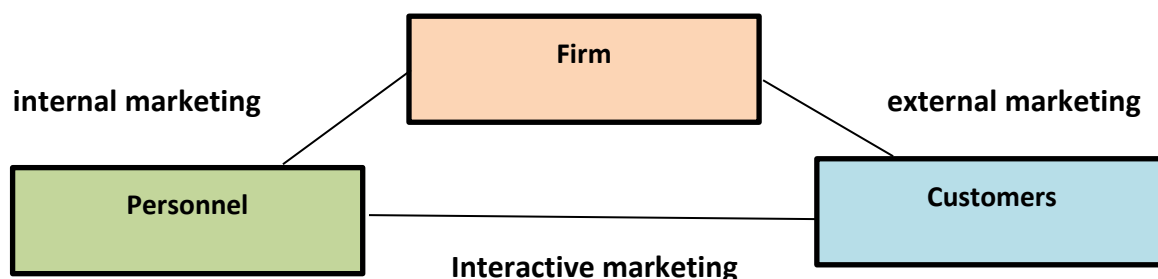 Firm
internal marketing
external marketing
Personnel
Customers
Interactive marketing